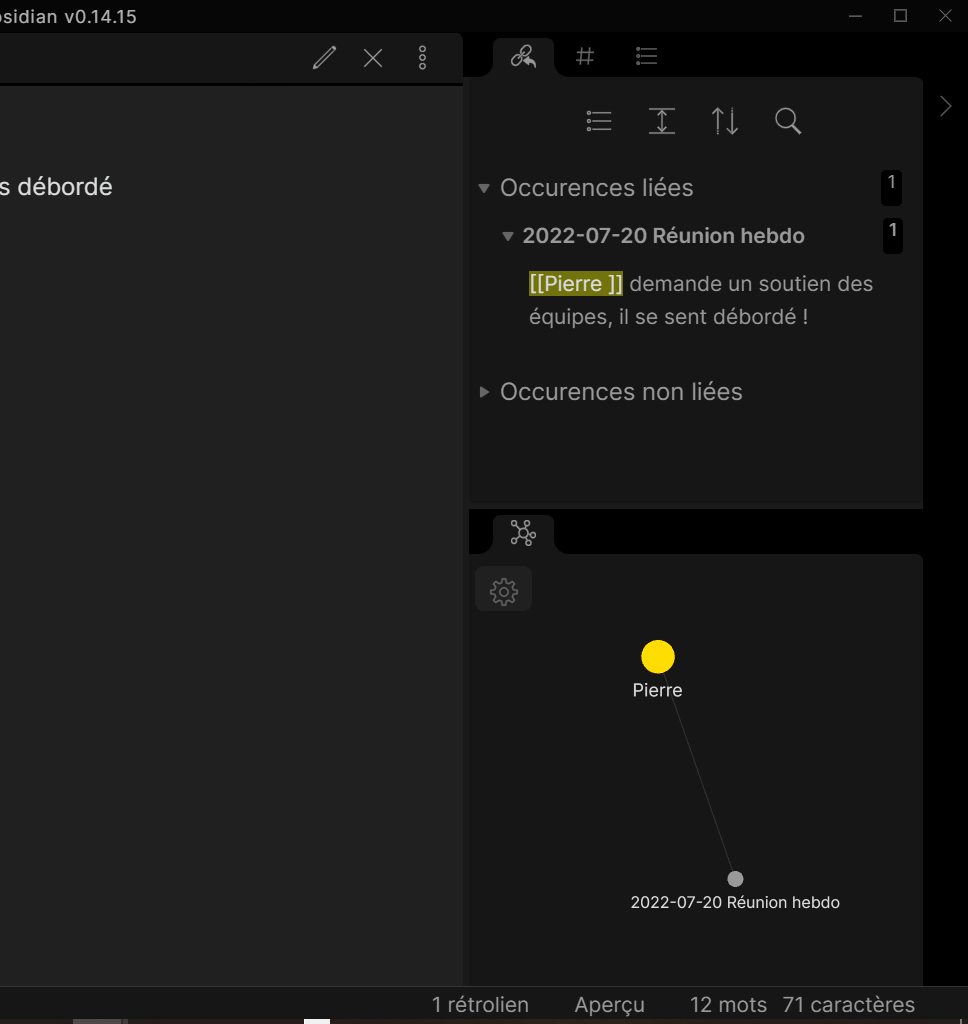 sidian v0.14.15
s débordé
Occurences liées 1
2022-07-20 Réunion hebdo 1
[[Pierre ]] demande un soutien des
équipes, il se sent débordé !
Occurences non liées
Pierre
2022-07-20 Réunion hebdo
1 rétrolien Aperçu 12 mots 71 caractères